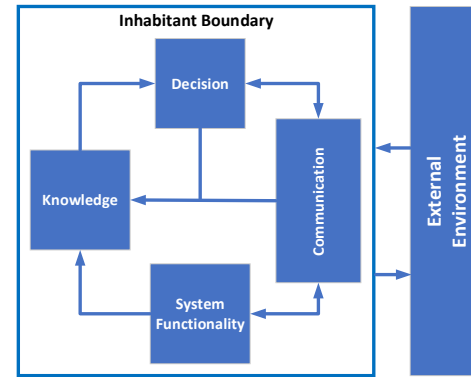 Inhabitant Boundary
Decision
Knowledge
Communication
System
Functionality
External
Environment